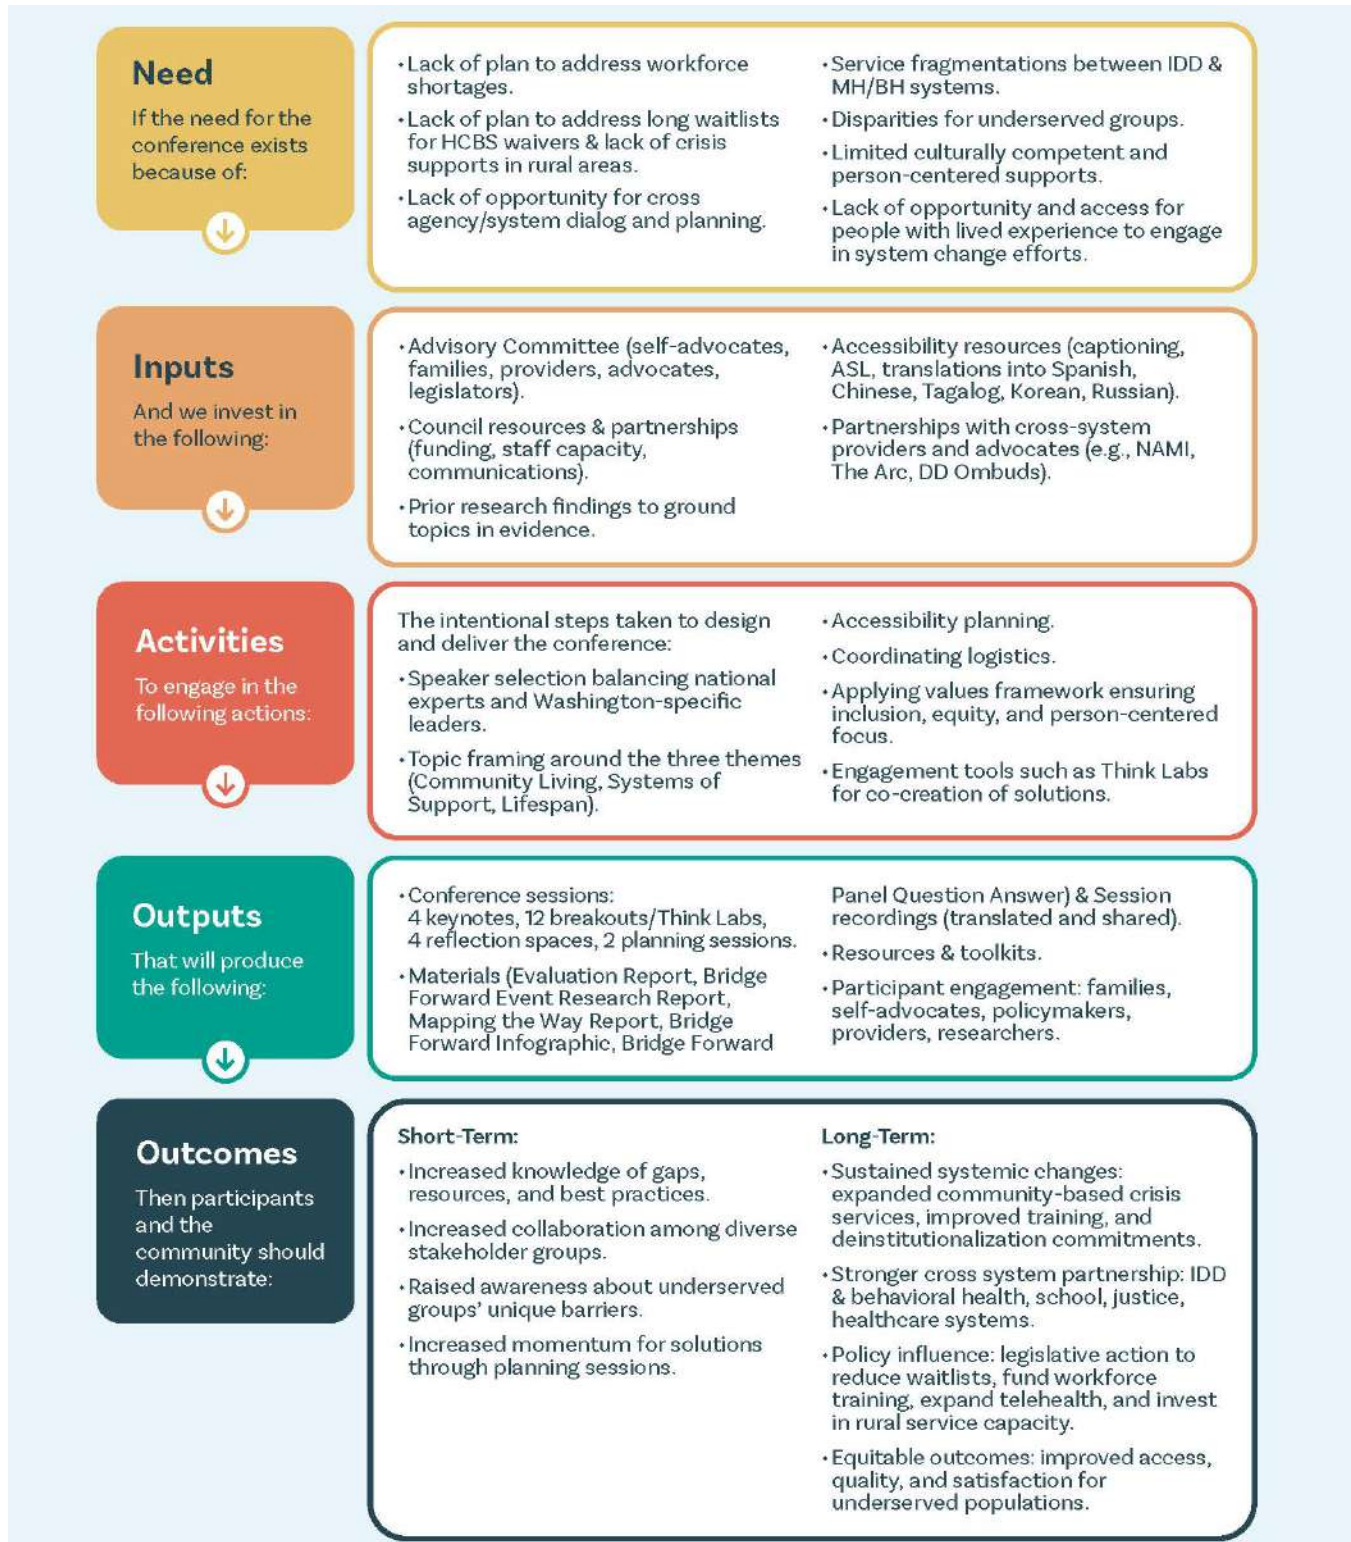 Need
If the need for the
conference exists
because of:
• Lack of plan to address workforce
shortages.
• Lack of plan to address long waitlists
for HCBS waivers & lack of crisis
supports in rural areas.
• Lack of opportunity for cross
agency/system dialog and planning.
• Service fragmentations between IDD &
MH/BH systems.
• Disparities for underserved groups.
• Limited culturally competent and
person-centered supports.
• Lack of opportunity and access for
people with lived experience to engage
in system change efforts.
Inputs
And we invest in
the following:
• Advisory Committee (self-advocates,
families, providers, advocates,
legislators).
• Council resources & partnerships
(funding, staff capacity,
communications).
• Prior research findings to ground
topics in evidence.
• Accessibility resources (captioning,
ASL, translations into Spanish,
Chinese, Tagalog, Korean, Russian).
• Partnerships with cross-system
providers and advocates (e.g., NAMI,
The Arc, DD Ombuds).
Activities
To engage in the
following actions:
The intentional steps taken to design
and deliver the conference:
• Speaker selection balancing national
experts and Washington-specific
leaders.
• Topic framing around the three themes
(Community Living, Systems of
Support, Lifespan).
• Accessibility planning.
• Coordinating logistics.
• Applying values framework ensuring
inclusion, equity, and person-centered
focus.
• Engagement tools such as Think Labs
for co-creation of solutions.
Outputs
That will produce
the following:
• Conference sessions:
4 keynotes, 12 breakouts/Think Labs,
4 reflection spaces, 2 planning sessions.
• Materials (Evaluation Report, Bridge
Forward Event Research Report,
Mapping the Way Report, Bridge
Forward Infographic, Bridge Forward
Panel Question Answer) & Session
recordings (translated and shared).
• Resources & toolkits.
• Participant engagement: families,
self-advocates, policymakers,
providers, researchers.
Outcomes
Then participants
and the
community should
demonstrate:
Short-Term:
• Increased knowledge of gaps,
resources, and best practices.
• Increased collaboration among diverse
stakeholder groups.
• Raised awareness about underserved
groups' unique barriers.
• Increased momentum for solutions
through planning sessions.
Long-Term:
• Sustained systemic changes:
expanded community-based crisis
services, improved training, and
deinstitutionalization commitments.
• Stronger cross system partnership: IDD
& behavioral health, school, justice,
healthcare systems.
• Policy influence: legislative action to
reduce waitlists, fund workforce
training, expand telehealth, and invest
in rural service capacity.
• Equitable outcomes: improved access,
quality, and satisfaction for
underserved populations.